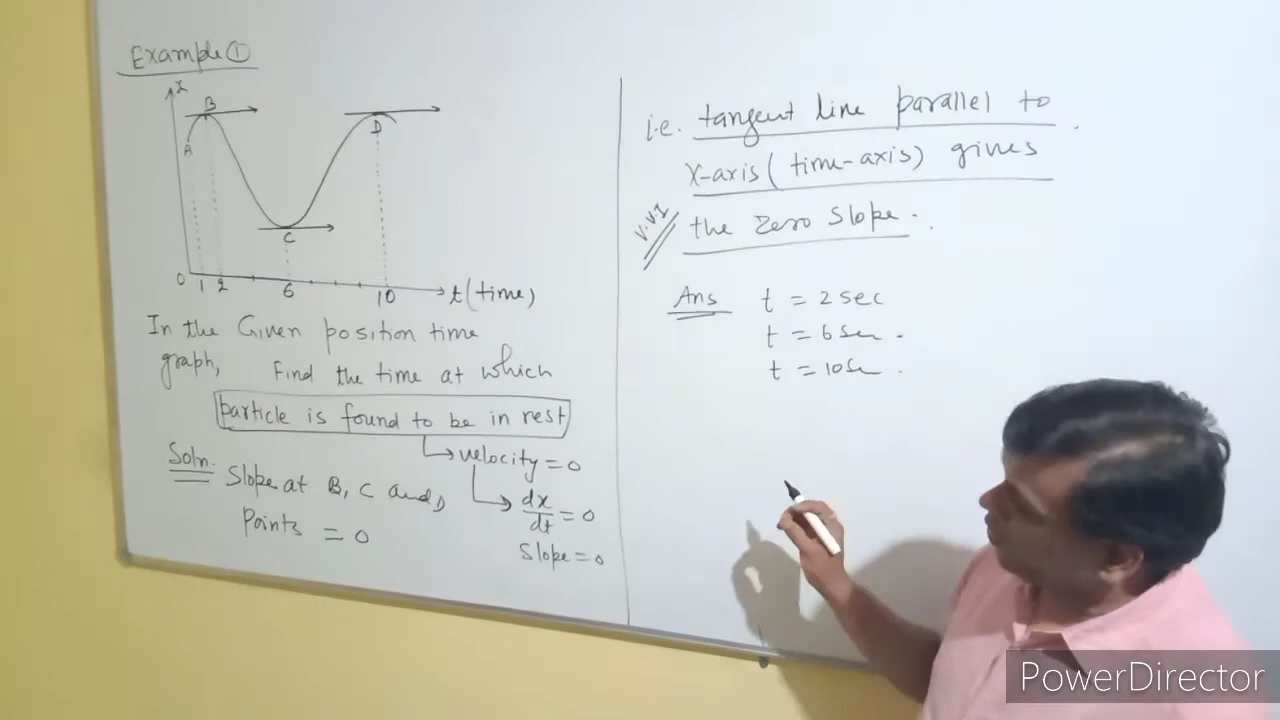 Example ①
x
B
A
D
C
0 1 2 6 10 t (time)
In the Given position time
graph, Find the time at which
particle is found to be in rest
velocity = 0
dx/dt = 0
Slope = 0
Soln. Slope at B, C and D
Points = 0
i.e. tangent line parallel to
X-axis (time-axis) gives
V.V.I the Zero Slope.
Ans t = 2 sec
t = 6 sec.
t = 10 sec.
PowerDirector